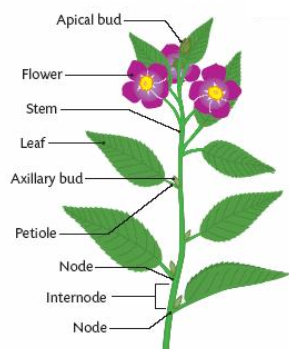 Apical bud
Flower
Stem
Leaf
Axillary bud
Petiole
Node
Internode
Node